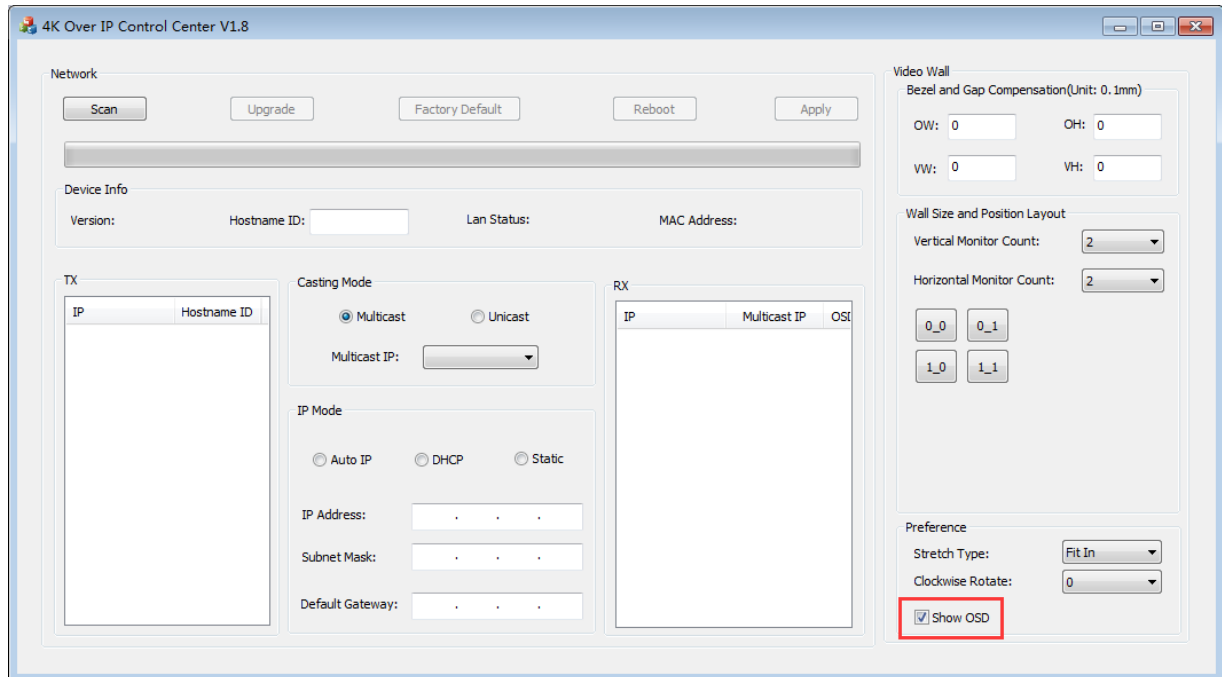 4K Over IP Control Center V1.8
Network
Scan
Upgrade
Factory Default
Reboot
Apply
Device Info
Version:
Hostname ID:
Lan Status:
MAC Address:
TX
IP
Hostname ID
Casting Mode
Multicast
Unicast
Multicast IP:
IP Mode
Auto IP
DHCP
Static
IP Address:
. . .
Subnet Mask:
. . .
Default Gateway:
. . .
RX
IP
Multicast IP
OSI
Video Wall
Bezel and Gap Compensation(Unit: 0.1mm)
OW: 0
OH: 0
VW: 0
VH: 0
Wall Size and Position Layout
Vertical Monitor Count: 2
Horizontal Monitor Count: 2
0_0
0_1
1_0
1_1
Preference
Stretch Type: Fit In
Clockwise Rotate: 0
Show OSD